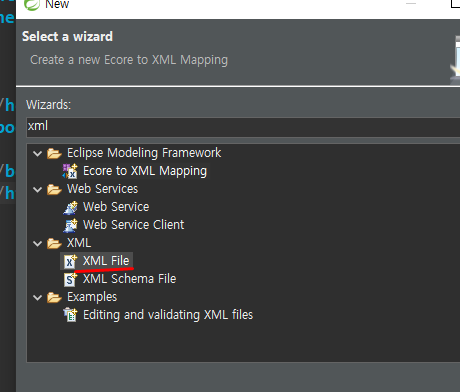 New
Select a wizard
Create a new Ecore to XML Mapping
Wizards:
xml
Eclipse Modeling Framework
Ecore to XML Mapping
Web Services
Web Service
Web Service Client
XML
XML File
XML Schema File
Examples
Editing and validating XML files